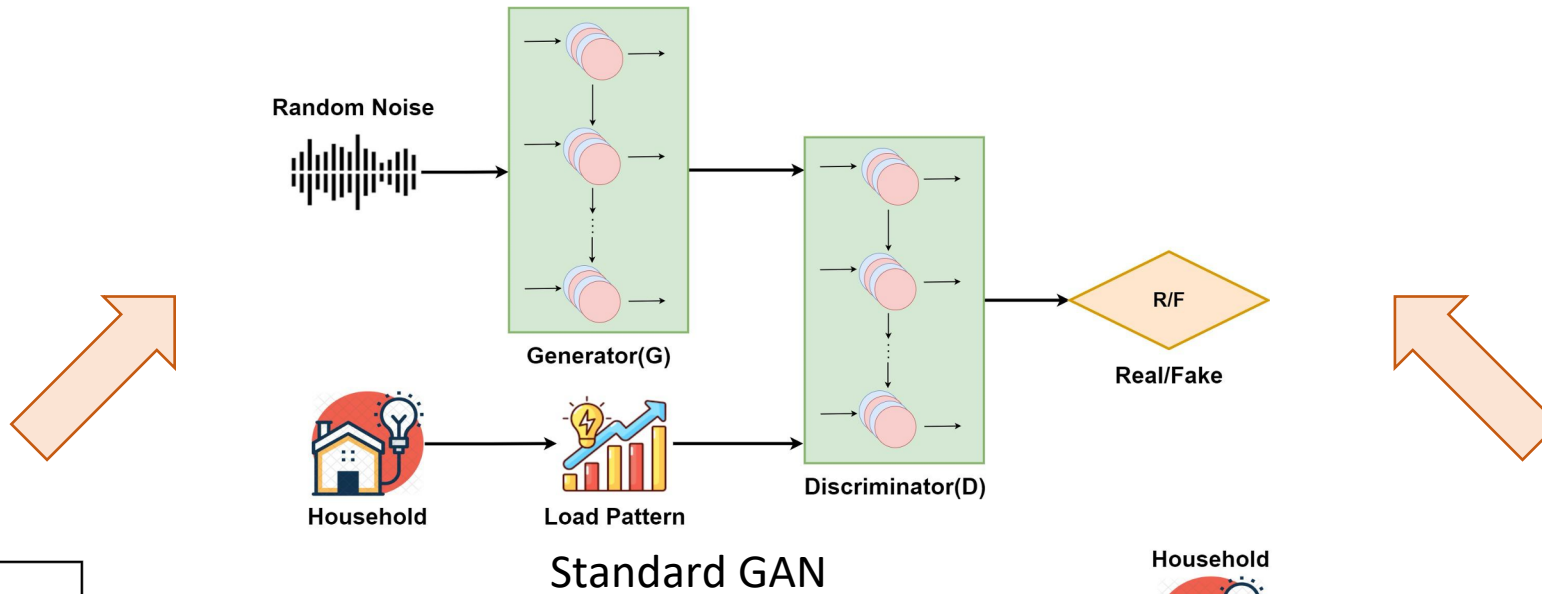 Random Noise
Generator(G)
R/F
Real/Fake
Discriminator(D)
Household
Load Pattern
Standard GAN
Household